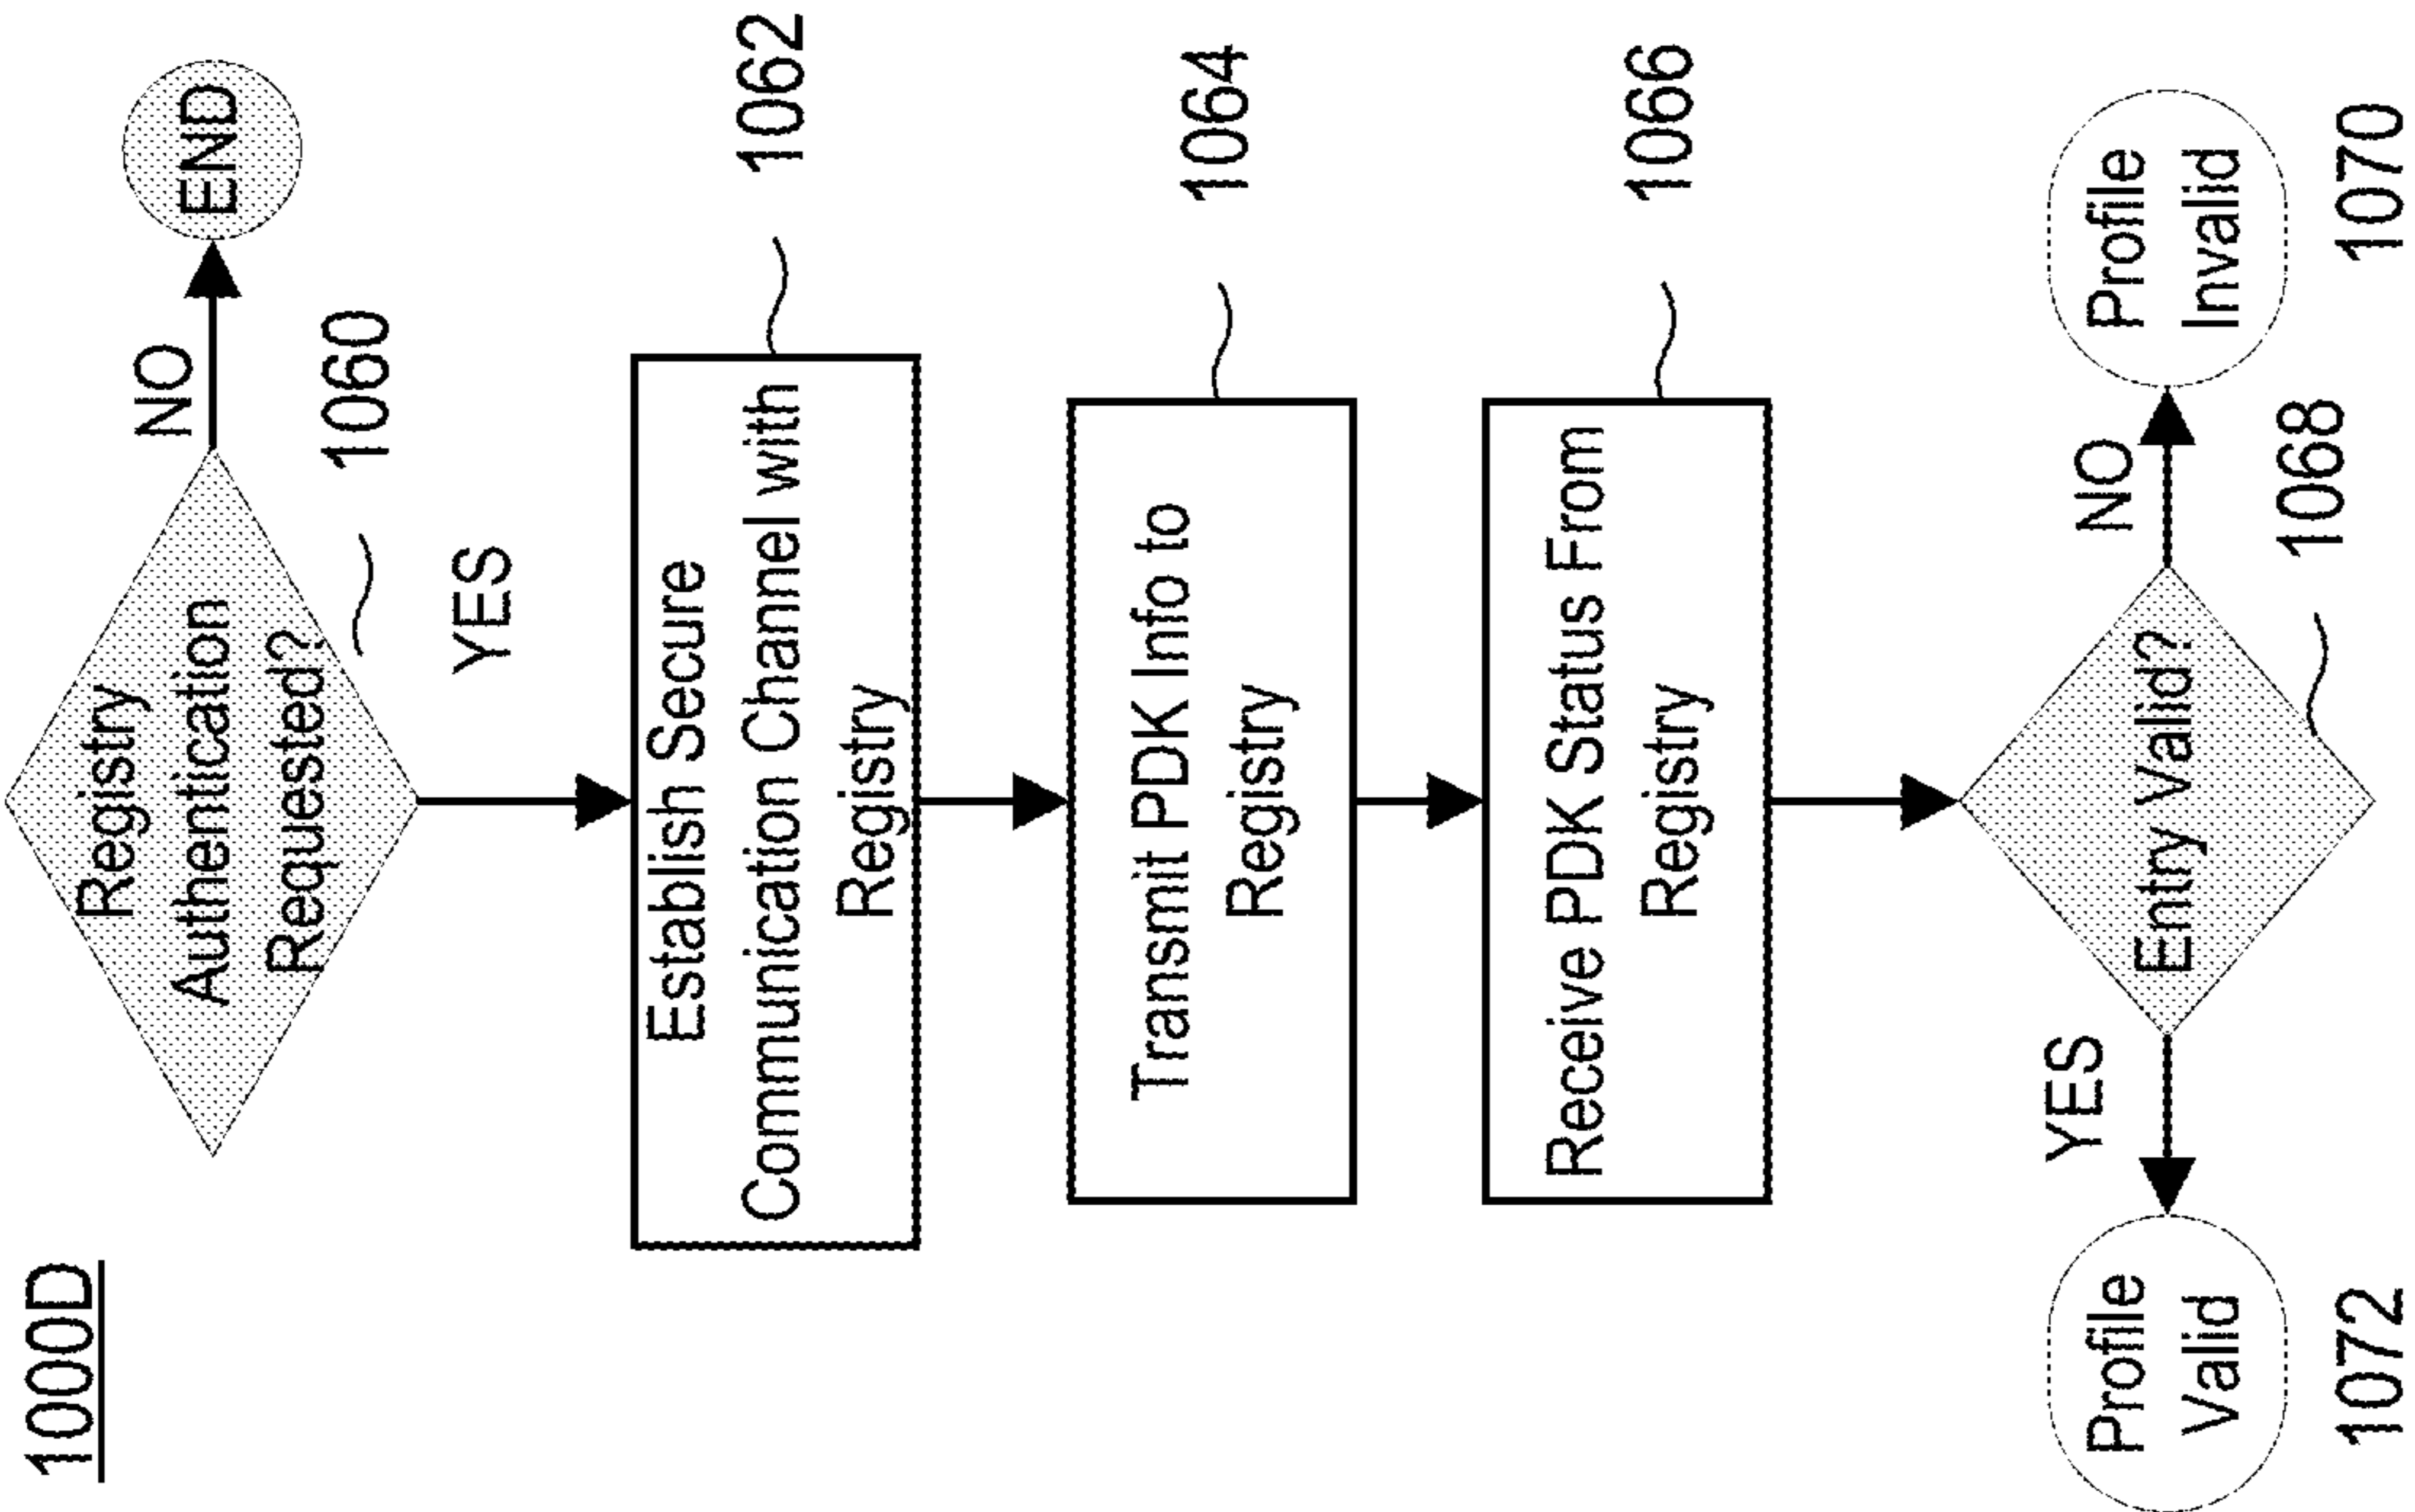 1000D
Registry
Authentication
Requested?
NO
END
1060
YES
Establish Secure
Communication Channel with
Registry
1062
Transmit PDK Info to
Registry
1064
Receive PDK Status From
Registry
1066
Entry Valid?
1068
YES
NO
Profile
Valid
1072
Profile
Invalid
1070